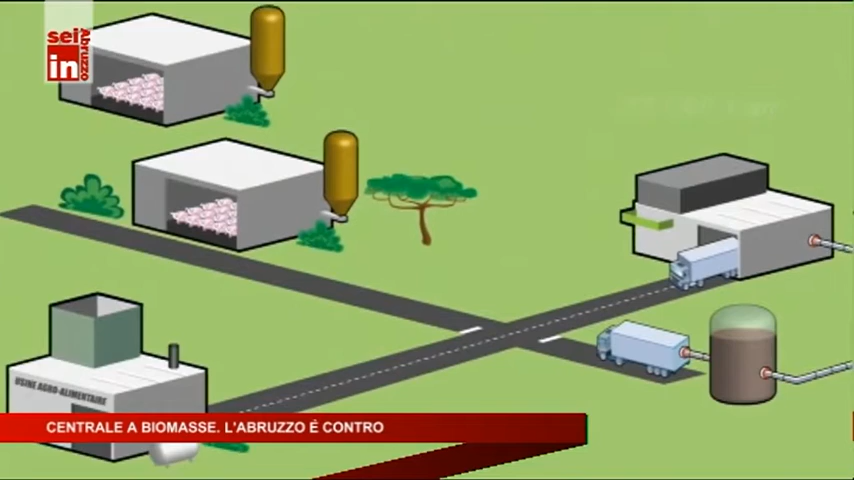 sei
in
Abruzzo
USINE AGRO-ALIMENTAIRE
CENTRALE A BIOMASSE. L'ABRUZZO É CONTRO